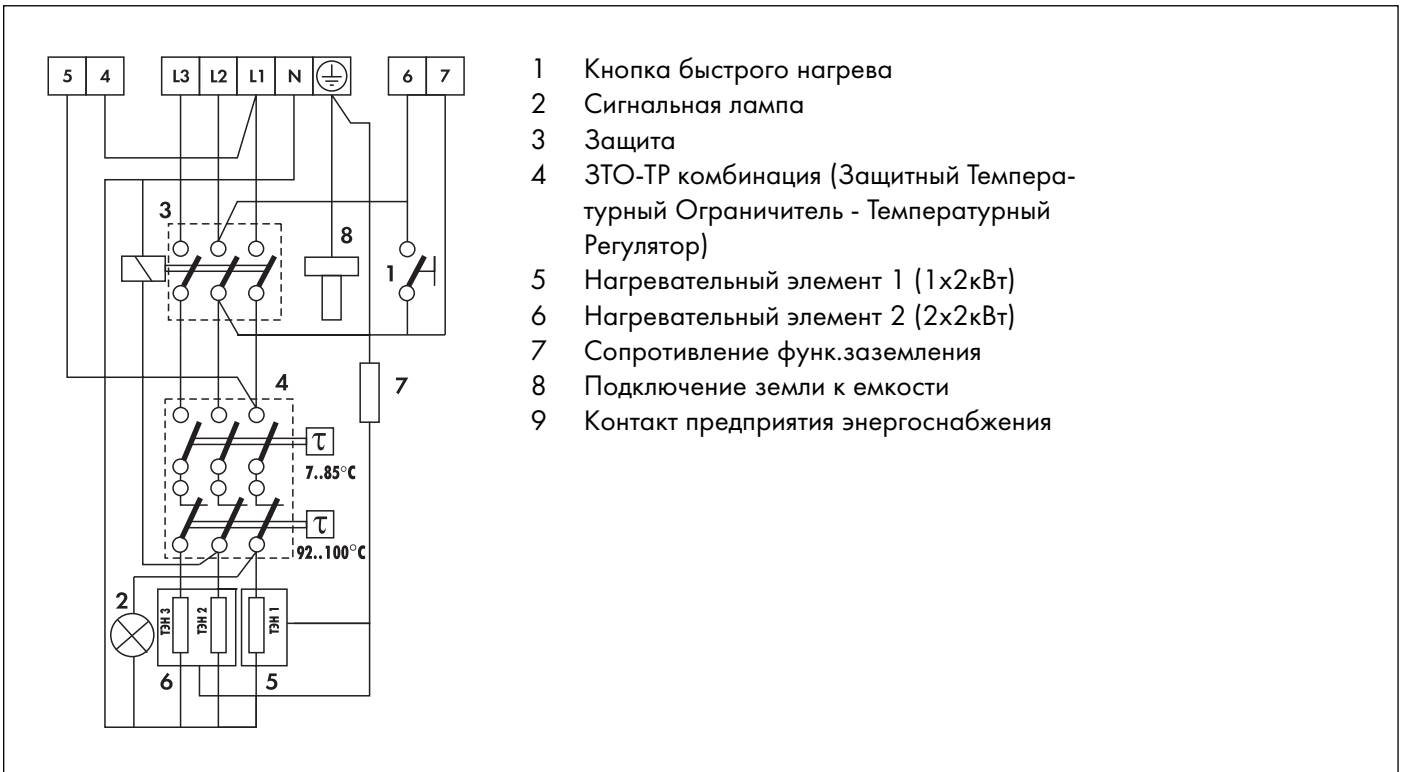 5 4 L3 L2 L1 N 6 7
3
8
1
4
7
τ
7..85°C
τ
92..100°C
2
ТЭН 3
ТЭН 2
ТЭН 1
6
5
1 Кнопка быстрого нагрева
2 Сигнальная лампа
3 Защита
4 ЗТО-ТР комбинация (Защитный Темпера-
турный Ограничитель - Температурный
Регулятор)
5 Нагревательный элемент 1 (1х2кВт)
6 Нагревательный элемент 2 (2х2кВт)
7 Сопротивление функ.заземления
8 Подключение земли к емкости
9 Контакт предприятия энергоснабжения